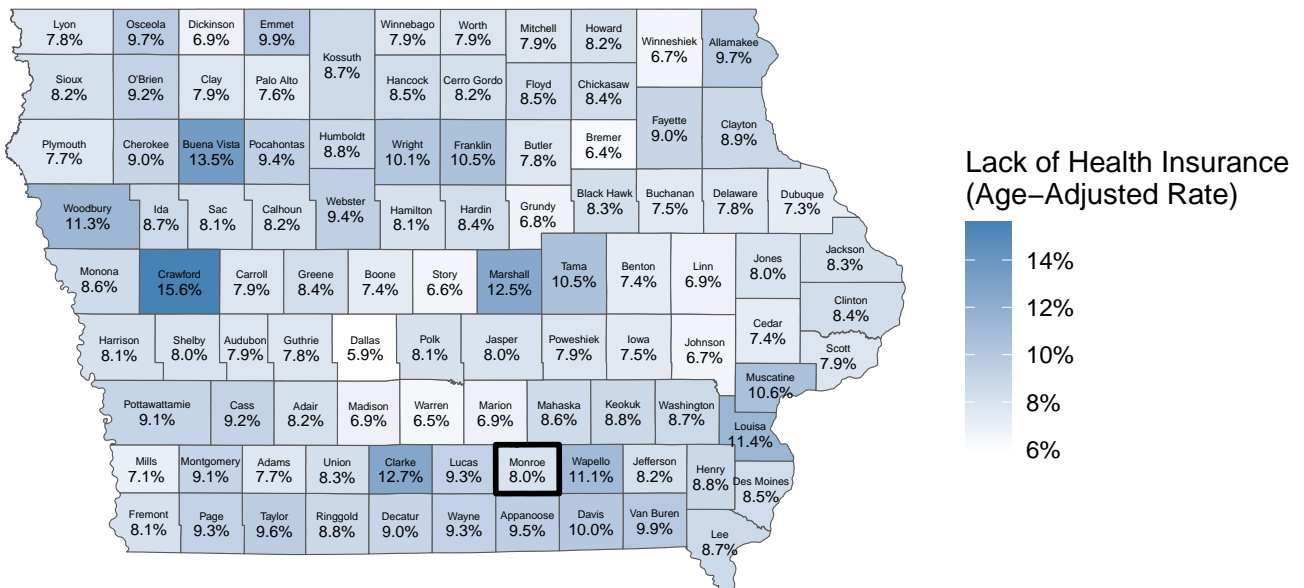 Lyon
7.8%
Osceola
9.7%
Dickinson
6.9%
Emmet
9.9%
Kossuth
8.7%
Winnebago
7.9%
Worth
7.9%
Mitchell
7.9%
Howard
8.2%
Winneshiek
6.7%
Allamakee
9.7%
Sioux
8.2%
O'Brien
9.2%
Clay
7.9%
Palo Alto
7.6%
Hancock
8.5%
Cerro Gordo
8.2%
Floyd
8.5%
Chickasaw
8.4%
Fayette
9.0%
Clayton
8.9%
Plymouth
7.7%
Cherokee
9.0%
Buena Vista
13.5%
Pocahontas
9.4%
Humboldt
8.8%
Wright
10.1%
Franklin
10.5%
Butler
7.8%
Bremer
6.4%
Woodbury
11.3%
Ida
8.7%
Sac
8.1%
Calhoun
8.2%
Webster
9.4%
Hamilton
8.1%
Hardin
8.4%
Grundy
6.8%
Black Hawk
8.3%
Buchanan
7.5%
Delaware
7.8%
Dubuque
7.3%
Monona
8.6%
Crawford
15.6%
Carroll
7.9%
Greene
8.4%
Boone
7.4%
Story
6.6%
Marshall
12.5%
Tama
10.5%
Benton
7.4%
Linn
6.9%
Jones
8.0%
Jackson
8.3%
Clinton
8.4%
Harrison
8.1%
Shelby
8.0%
Audubon
7.9%
Guthrie
7.8%
Dallas
5.9%
Polk
8.1%
Jasper
8.0%
Poweshiek
7.9%
Iowa
7.5%
Johnson
6.7%
Cedar
7.4%
Scott
7.9%
Muscatine
10.6%
Pottawattamie
9.1%
Cass
9.2%
Adair
8.2%
Madison
6.9%
Warren
6.5%
Marion
6.9%
Mahaska
8.6%
Keokuk
8.8%
Washington
8.7%
Louisa
11.4%
Mills
7.1%
Montgomery
9.1%
Adams
7.7%
Union
8.3%
Clarke
12.7%
Lucas
9.3%
Monroe
8.0%
Wapello
11.1%
Jefferson
8.2%
Henry
8.8%
Des Moines
8.5%
Fremont
8.1%
Page
9.3%
Taylor
9.6%
Ringgold
8.8%
Decatur
9.0%
Wayne
9.3%
Appanoose
9.5%
Davis
10.0%
Van Buren
9.9%
Lee
8.7%
Lack of Health Insurance
(Age−Adjusted Rate)
14%
12%
10%
8%
6%